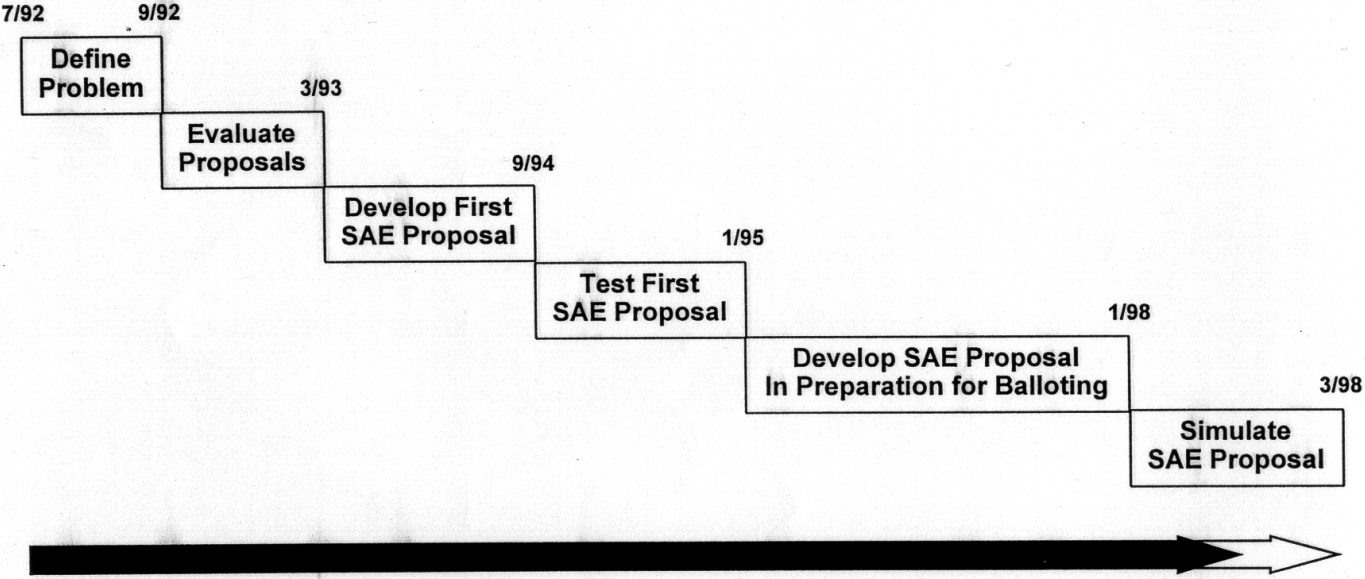 7/92
9/92
Define
Problem
3/93
Evaluate
Proposals
9/94
Develop First
SAE Proposal
1/95
Test First
SAE Proposal
1/98
Develop SAE Proposal
In Preparation for Balloting
3/98
Simulate
SAE Proposal